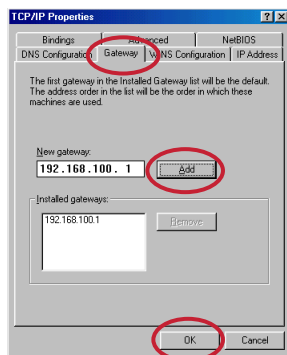 TCP/IP Properties
? X
Bindings
Advanced
NetBIOS
DNS Configuration
Gateway
WINS Configuration
IP Address
The first gateway in the Installed Gateway list will be the default.
The address order in the list will be the order in which these
machines are used.
New gateway:
192.168.100. 1
Add
Installed gateways:
192.168.100.1
Remove
OK
Cancel